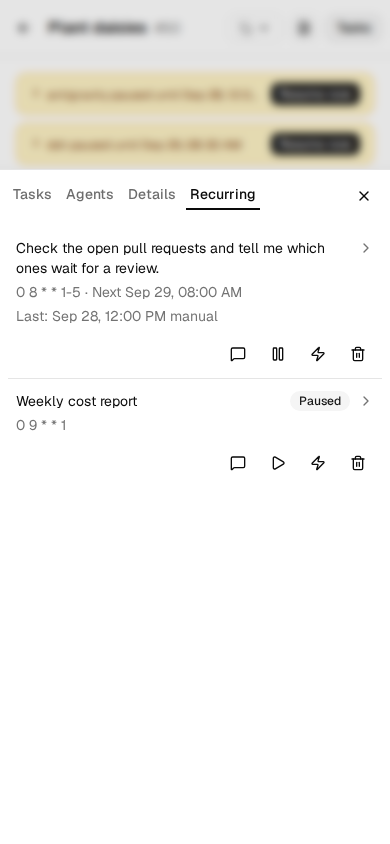 Plant daisies
Tasks
Agents
Details
Recurring
Check the open pull requests and tell me which
ones wait for a review.
0 8 * * 1-5 · Next Sep 29, 08:00 AM
Last: Sep 28, 12:00 PM manual
Weekly cost report
Paused
0 9 * * 1